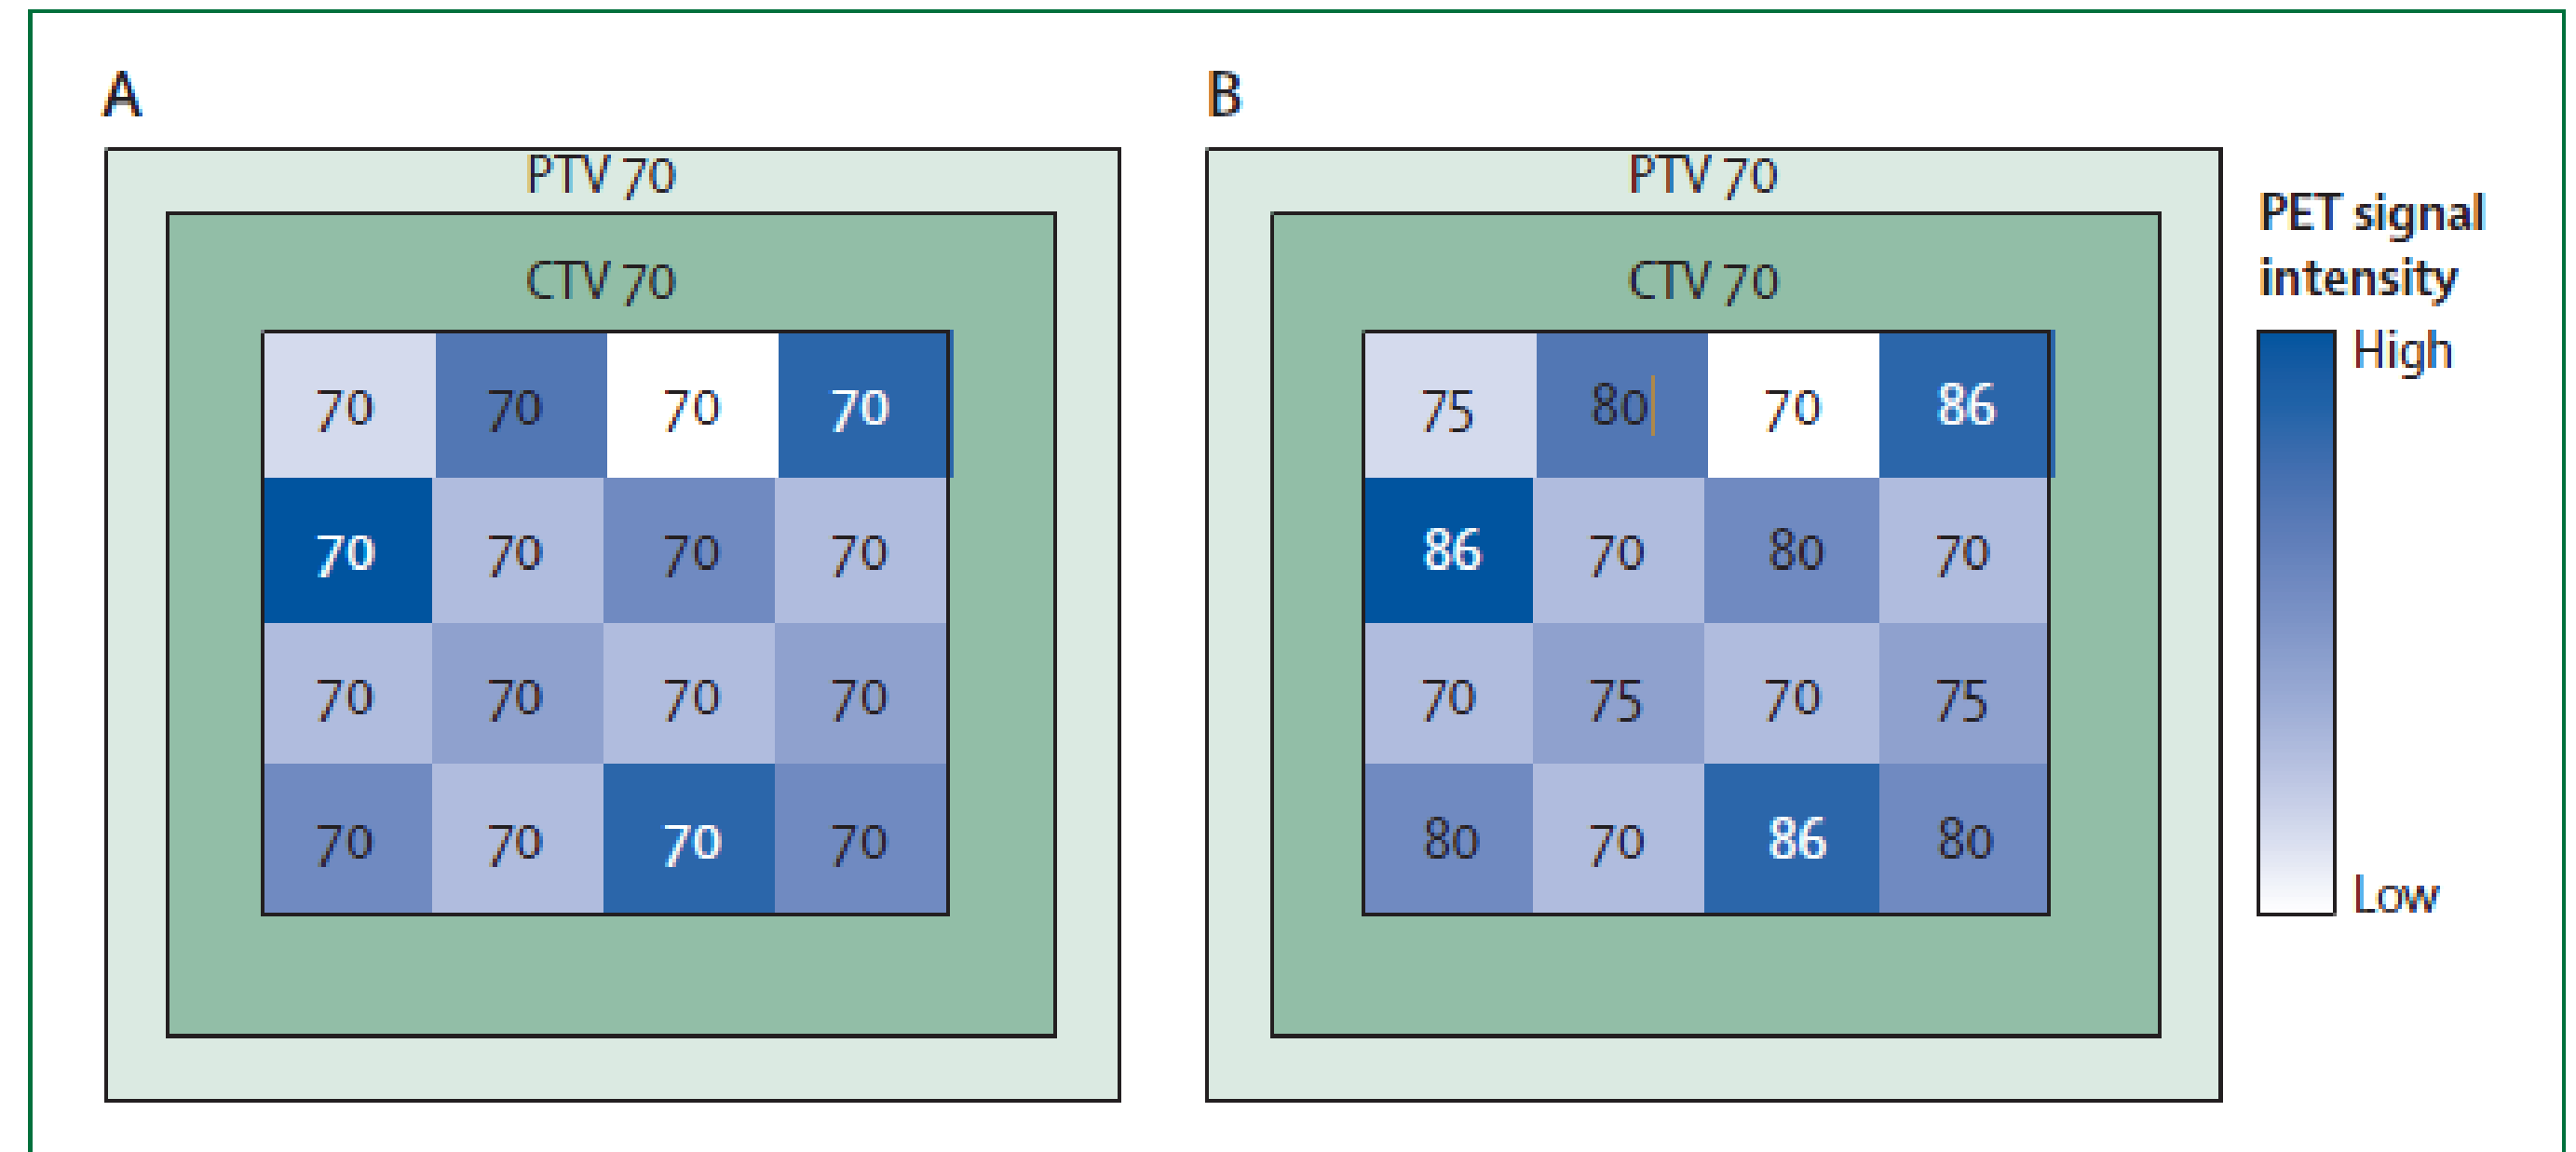 A
PTV 70
CTV 70
70 70 70 70
70 70 70 70
70 70 70 70
70 70 70 70
B
PTV 70
CTV 70
75 80 70 86
86 70 80 70
70 75 70 75
80 70 86 80
PET signal
intensity
High
Low